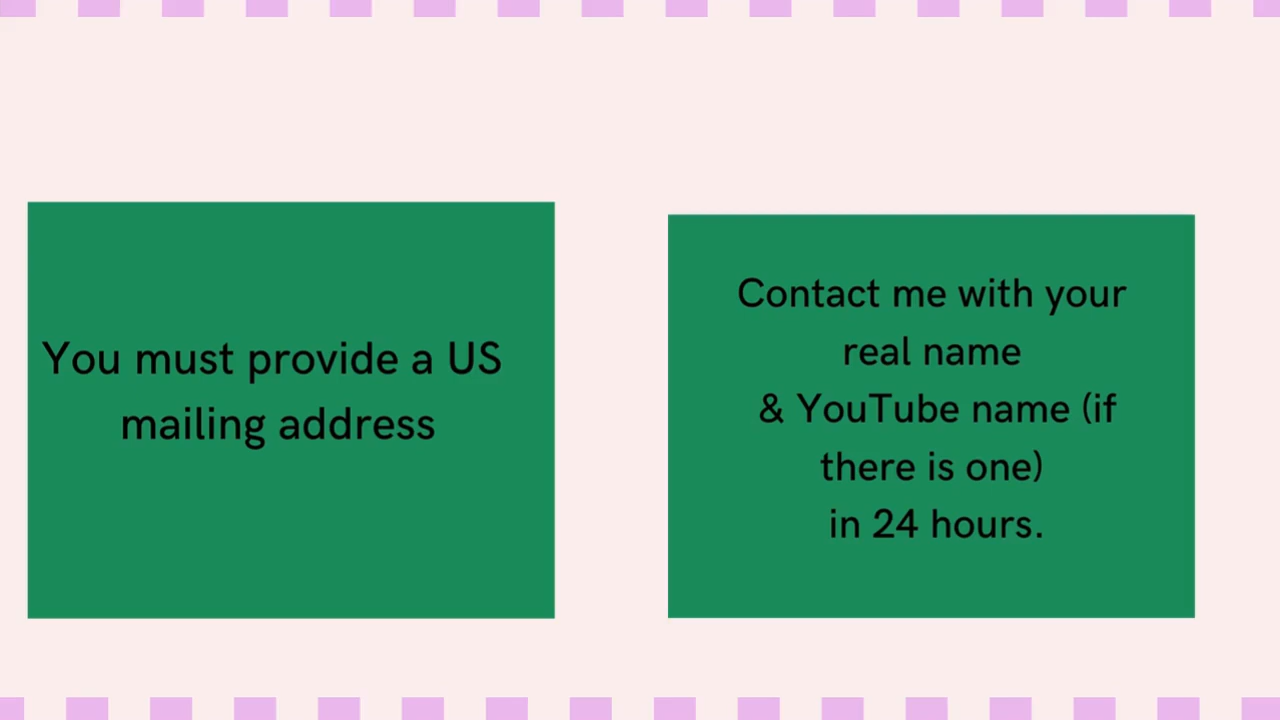 You must provide a US
mailing address
Contact me with your
real name
& YouTube name (if
there is one)
in 24 hours.